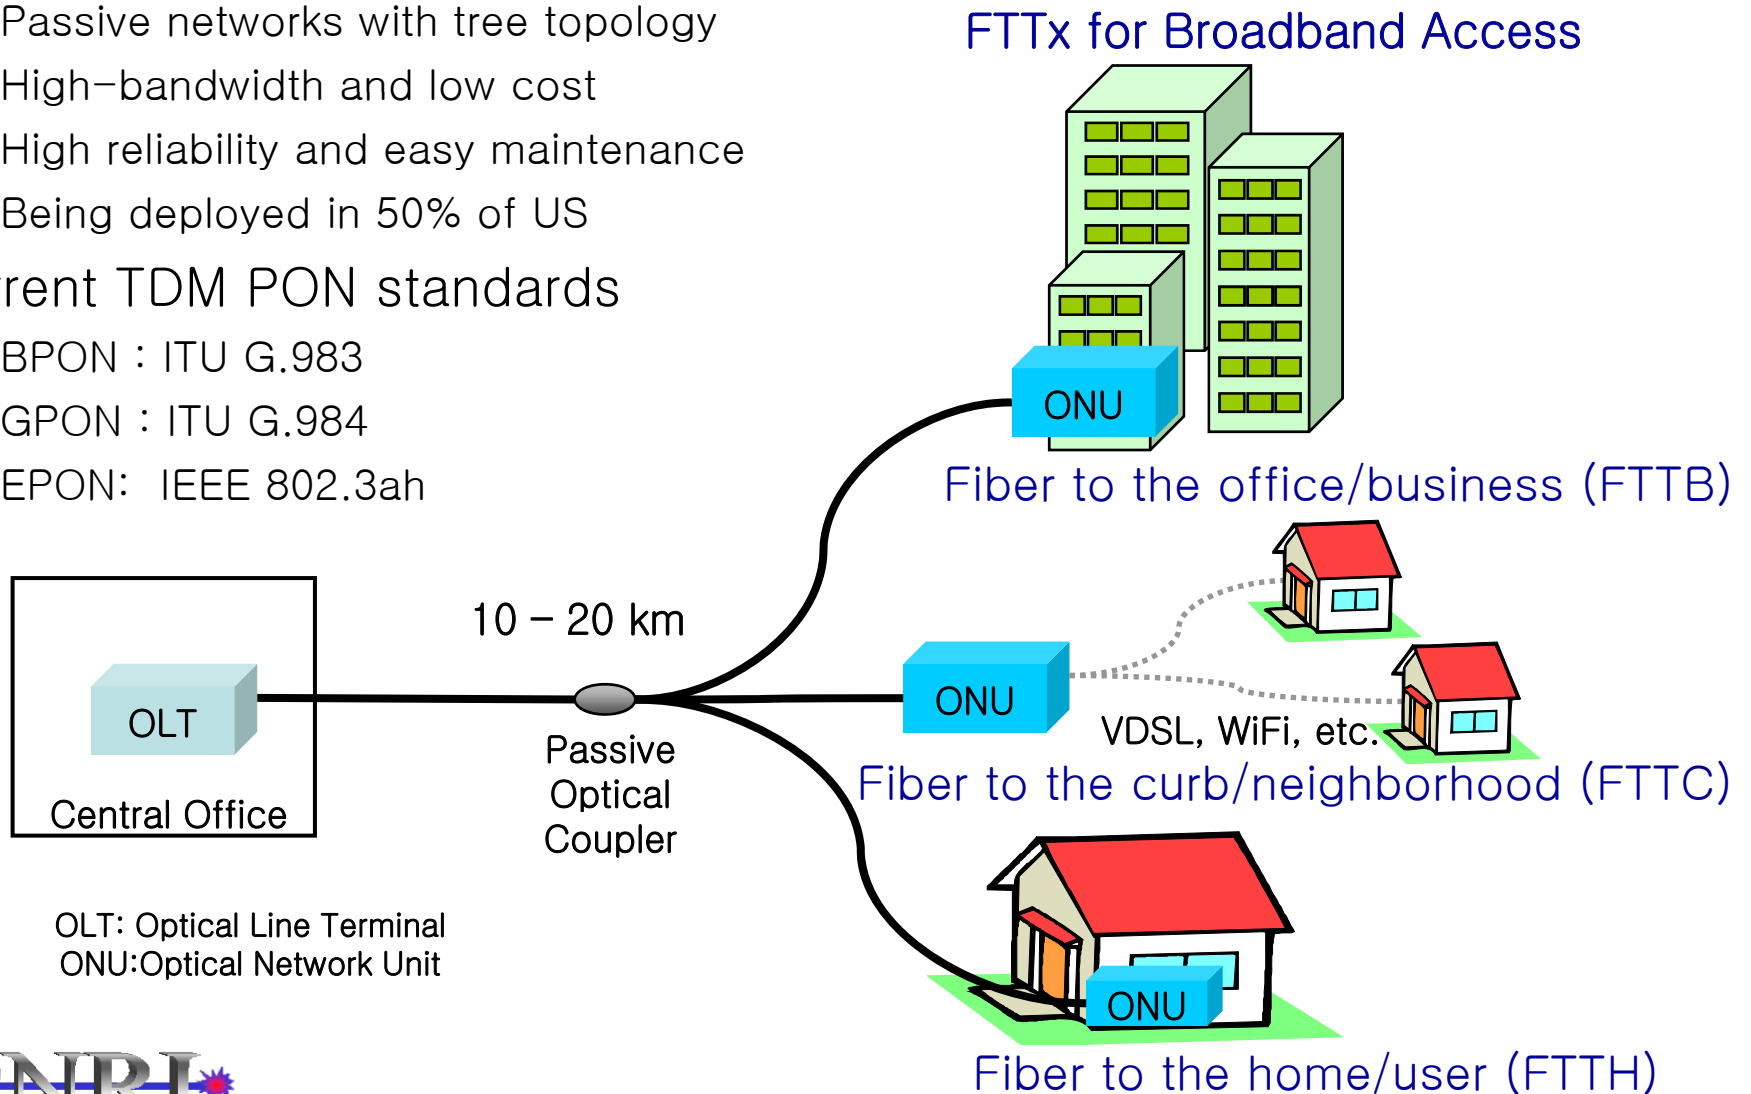 Passive networks with tree topology
High-bandwidth and low cost
High reliability and easy maintenance
Being deployed in 50% of US
rrent TDM PON standards
BPON : ITU G.983
GPON : ITU G.984
EPON: IEEE 802.3ah
FTTx for Broadband Access
ONU
Fiber to the office/business (FTTB)
10 - 20 km
OLT
Central Office
Passive
Optical
Coupler
ONU
VDSL, WiFi, etc.
Fiber to the curb/neighborhood (FTTC)
ONU
Fiber to the home/user (FTTH)
OLT: Optical Line Terminal
ONU:Optical Network Unit